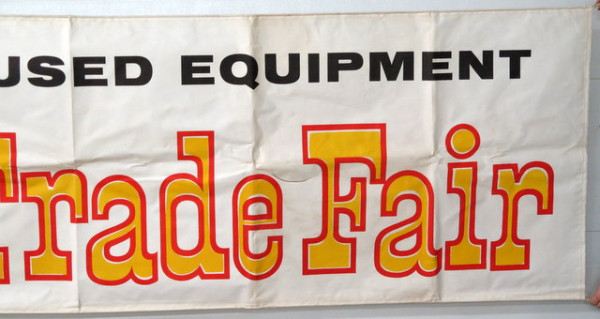 USED EQUIPMENT
Trade Fair